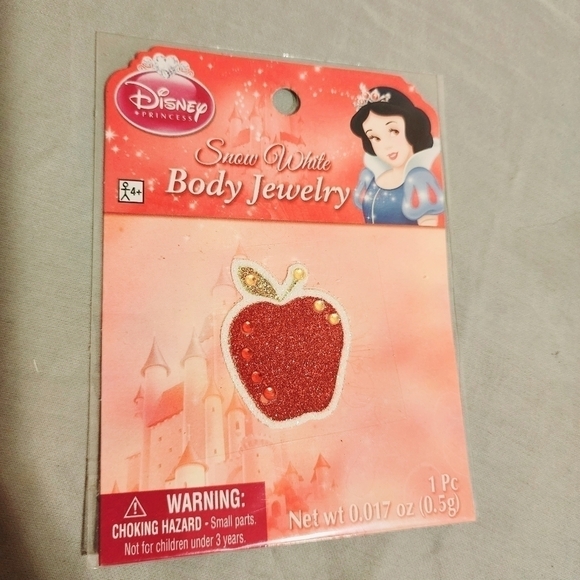 Disney
PRINCESS
Snow White
Body Jewelry
4+
WARNING:
CHOKING HAZARD - Small parts.
Not for children under 3 years.
1 Pc
Net wt 0.017 oz (0.5g)